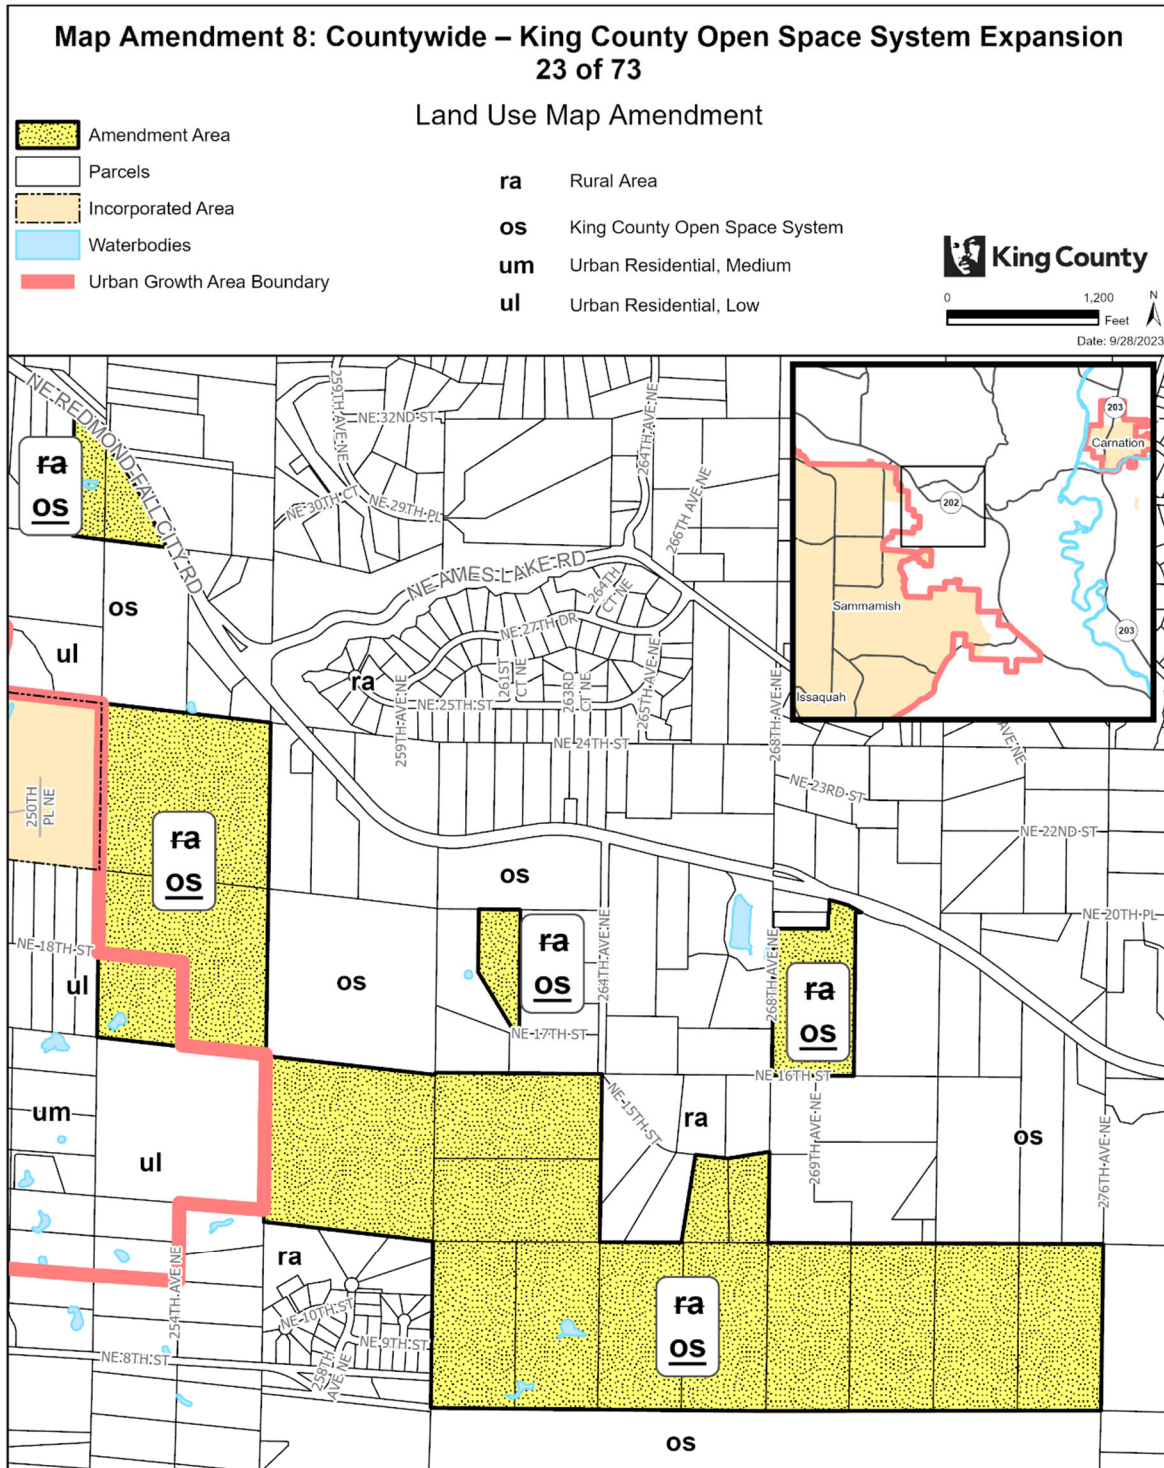 Map Amendment 8: Countywide – King County Open Space System Expansion
23 of 73
Land Use Map Amendment
Amendment Area
Parcels
Incorporated Area
Waterbodies
Urban Growth Area Boundary
ra Rural Area
os King County Open Space System
um Urban Residential, Medium
ul Urban Residential, Low
King County
0 1,200
Feet
N
Date: 9/28/2023
NE REDMOND-FALL CITY RD
259TH AVE NE
NE 32ND ST
264TH AVE NE
203
Carnation
ra
os
NE 30TH CT
NE 29TH PL
266TH AVE NE
202
NE AMES LAKE RD
264TH
CT NE
os
Sammamish
203
NE 27TH DR
ul
ra
261ST
CT NE
263RD
CT NE
265TH AVE NE
Issaquah
NE 25TH ST
259TH AVE NE
NE 24TH ST
268TH AVE NE
AVE NE
250TH
PL NE
NE 23RD ST
NE 22ND ST
ra
os
os
NE 20TH PL
NE 18TH ST
ra
os
264TH AVE NE
268TH AVE NE
ul
os
ra
os
NE 17TH ST
NE 16TH ST
um
NE 15TH ST
ra
269TH AVE NE
os
276TH AVE NE
ul
ra
254TH AVE NE
NE 10TH ST
ra
os
NE 9TH ST
NE 8TH ST
258TH
AVE NE
os